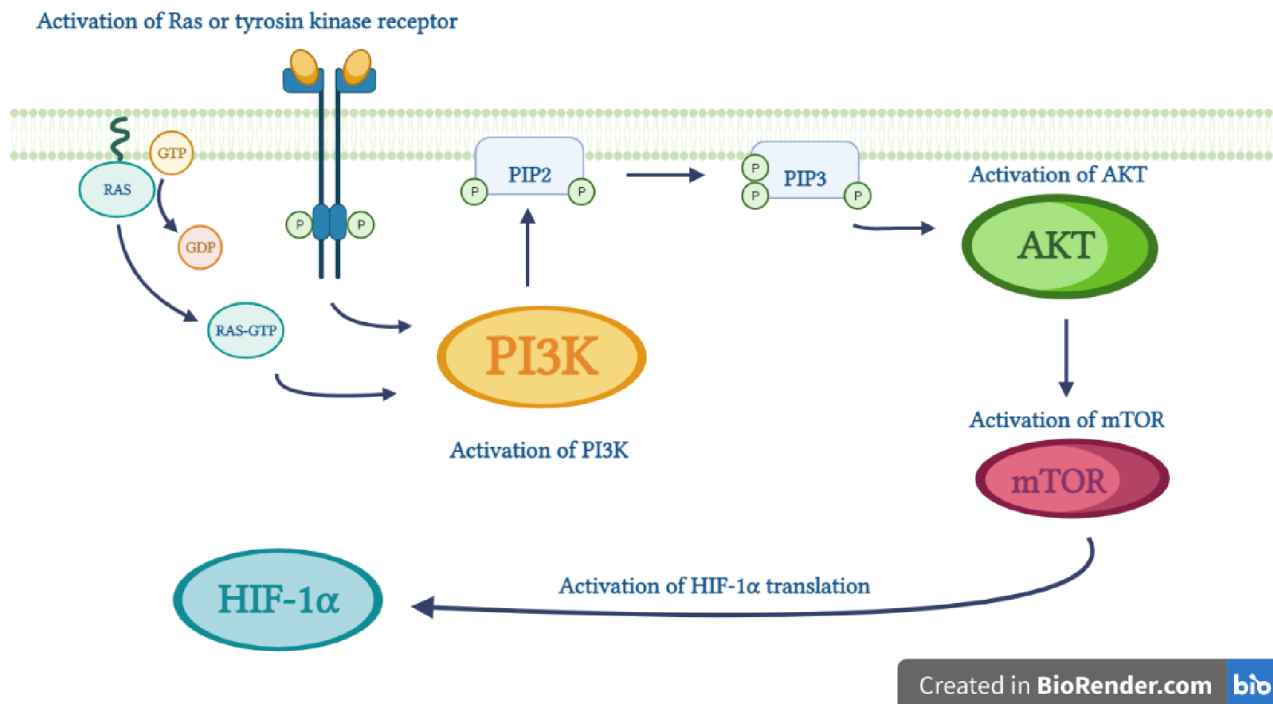 Activation of Ras or tyrosin kinase receptor
GTP
RAS
GDP
P
P
RAS-GTP
PIP2
P
P
PIP3
P
P
P
Activation of AKT
AKT
PI3K
Activation of PI3K
Activation of mTOR
mTOR
Activation of HIF-1α translation
HIF-1α
Created in BioRender.com
bio